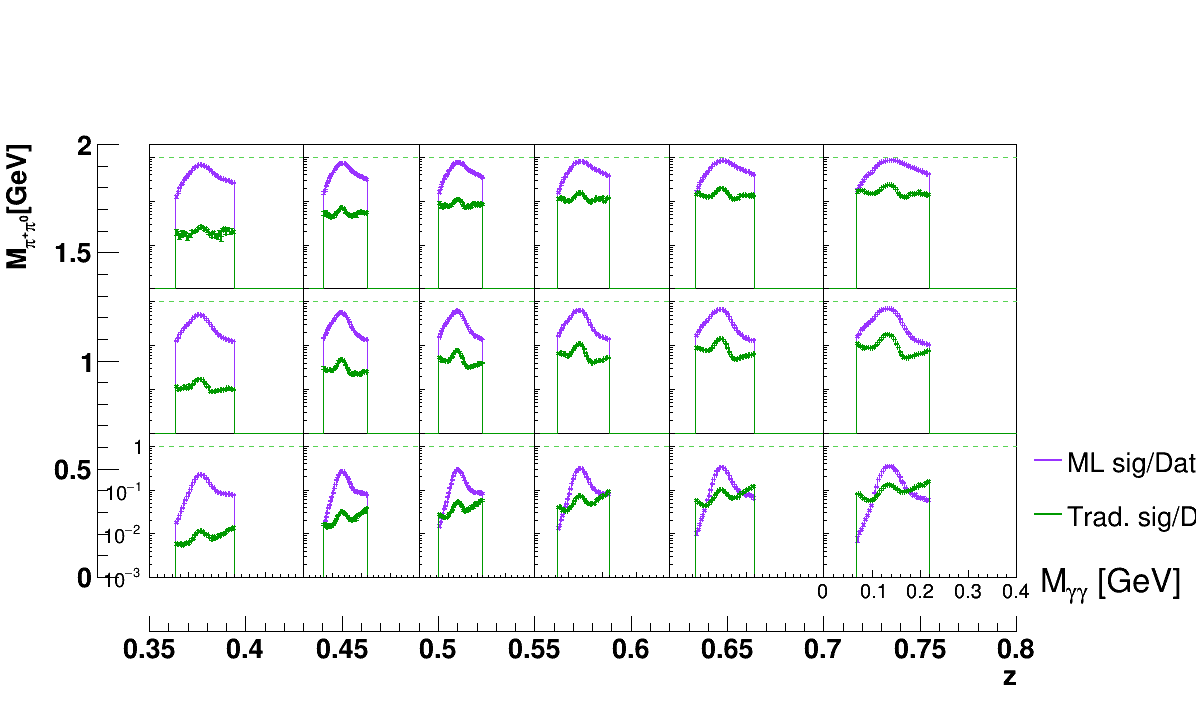 M_{π⁺π⁰}[GeV]
2
1.5
1
0.5
0
1
10⁻¹
10⁻²
10⁻³
ML sig/Dat
Trad. sig/D
0 0.1 0.2 0.3 0.4
M_{γγ} [GeV]
0.35 0.4 0.45 0.5 0.55 0.6 0.65 0.7 0.75 0.8
z